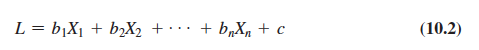 L = b₁X₁ + b₂X₂ + · · · + bₙXₙ + c (10.2)